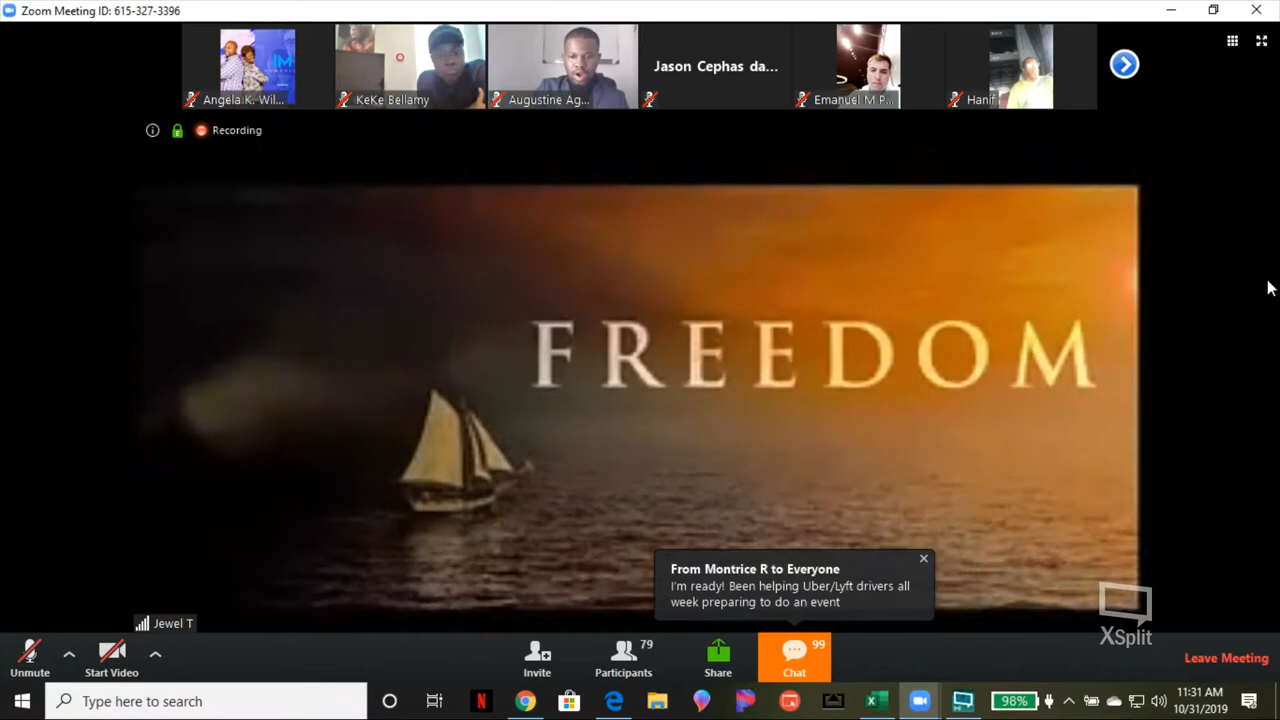 Zoom Meeting ID: 615-327-3396
Angela K. Wil...
KeKe Bellamy
Augustine Ag...
Jason Cephas da...
Emanuel M P...
Hanif
Recording
FREEDOM
From Montrice R to Everyone
I'm ready! Been helping Uber/Lyft drivers all
week preparing to do an event
XSplit
Jewel T
Unmute
Start Video
Invite
79
Participants
Share
99
Chat
Leave Meeting
Type here to search
98%
11:31 AM
10/31/2019